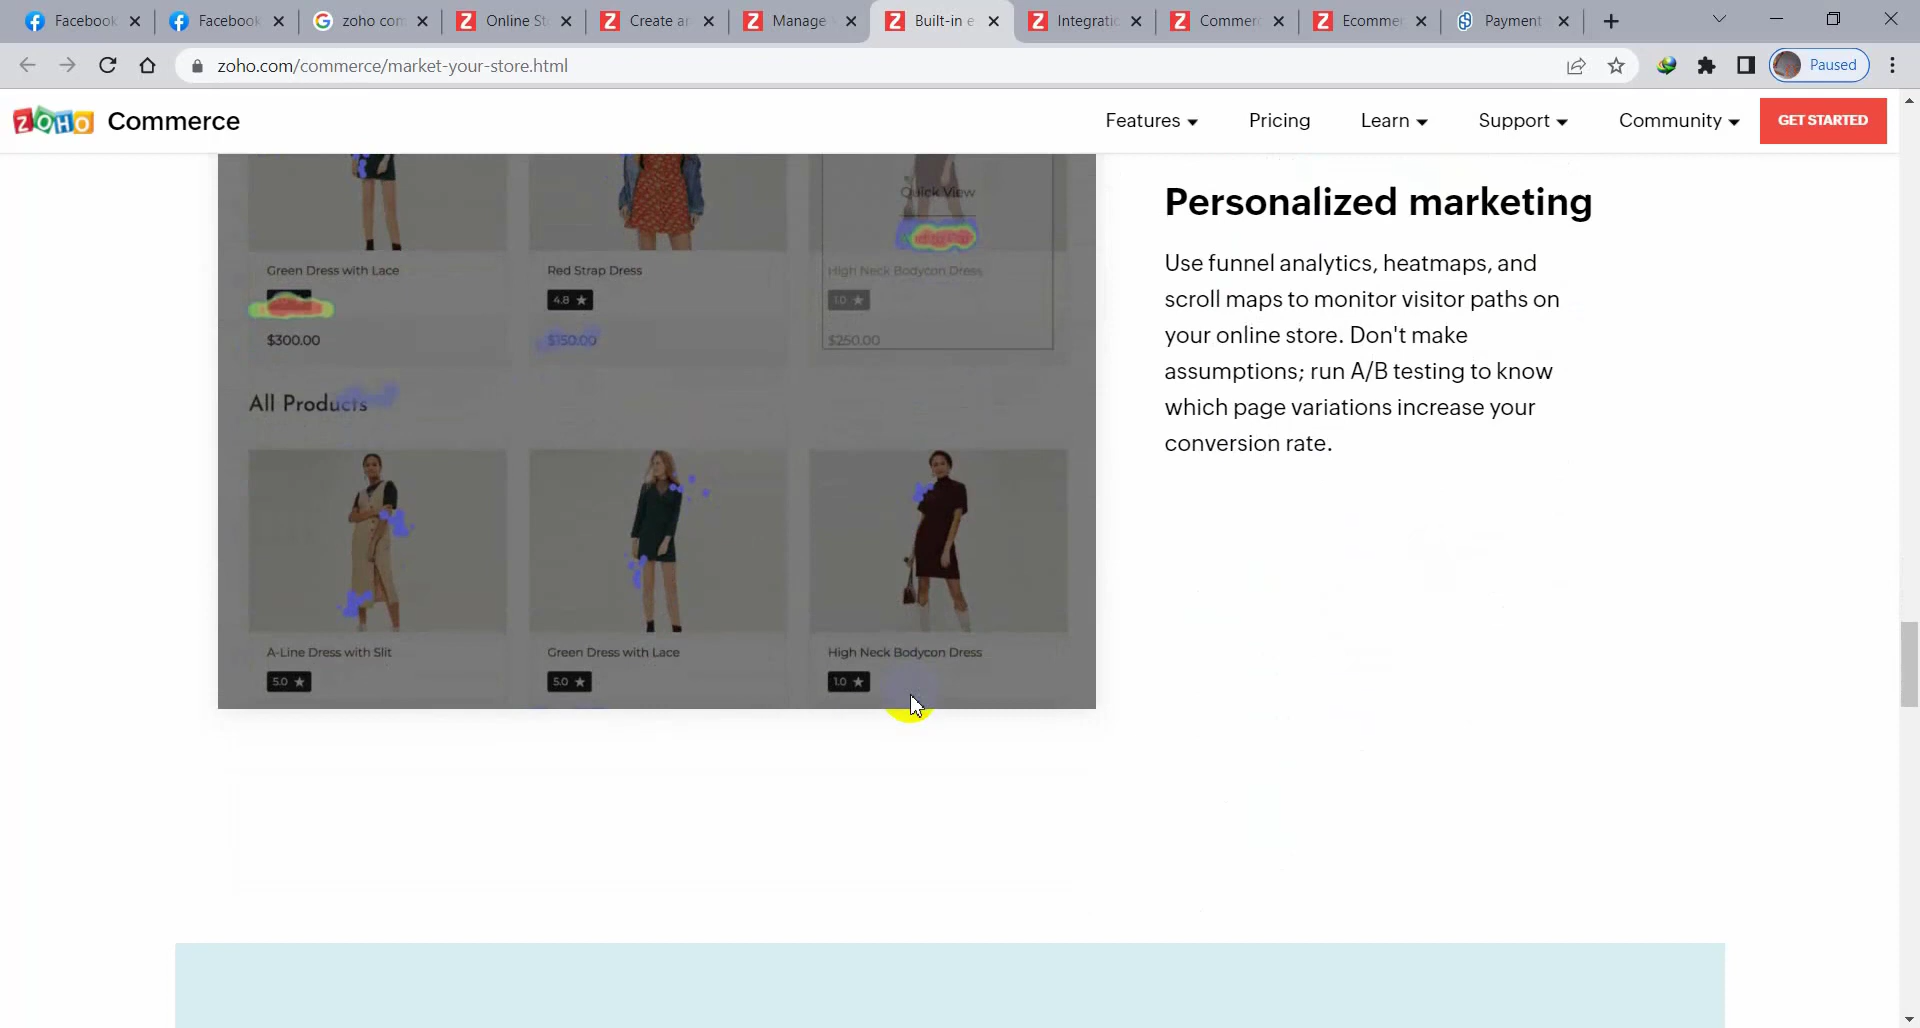 Facebook
Facebook
zoho con
Online St
Create ar
Manage
Built-in e
Integratio
Commerc
Ecommer
Payment
zoho.com/commerce/market-your-store.html
Paused
ZOHO Commerce
Features
Pricing
Learn
Support
Community
GET STARTED
Quick View
Green Dress with Lace
Red Strap Dress
High Neck Bodycon Dress
4.8 ★
1.0 ★
$300.00
$150.00
$250.00
All Products
A-Line Dress with Slit
Green Dress with Lace
High Neck Bodycon Dress
5.0 ★
5.0 ★
1.0 ★
Personalized marketing
Use funnel analytics, heatmaps, and
scroll maps to monitor visitor paths on
your online store. Don't make
assumptions; run A/B testing to know
which page variations increase your
conversion rate.